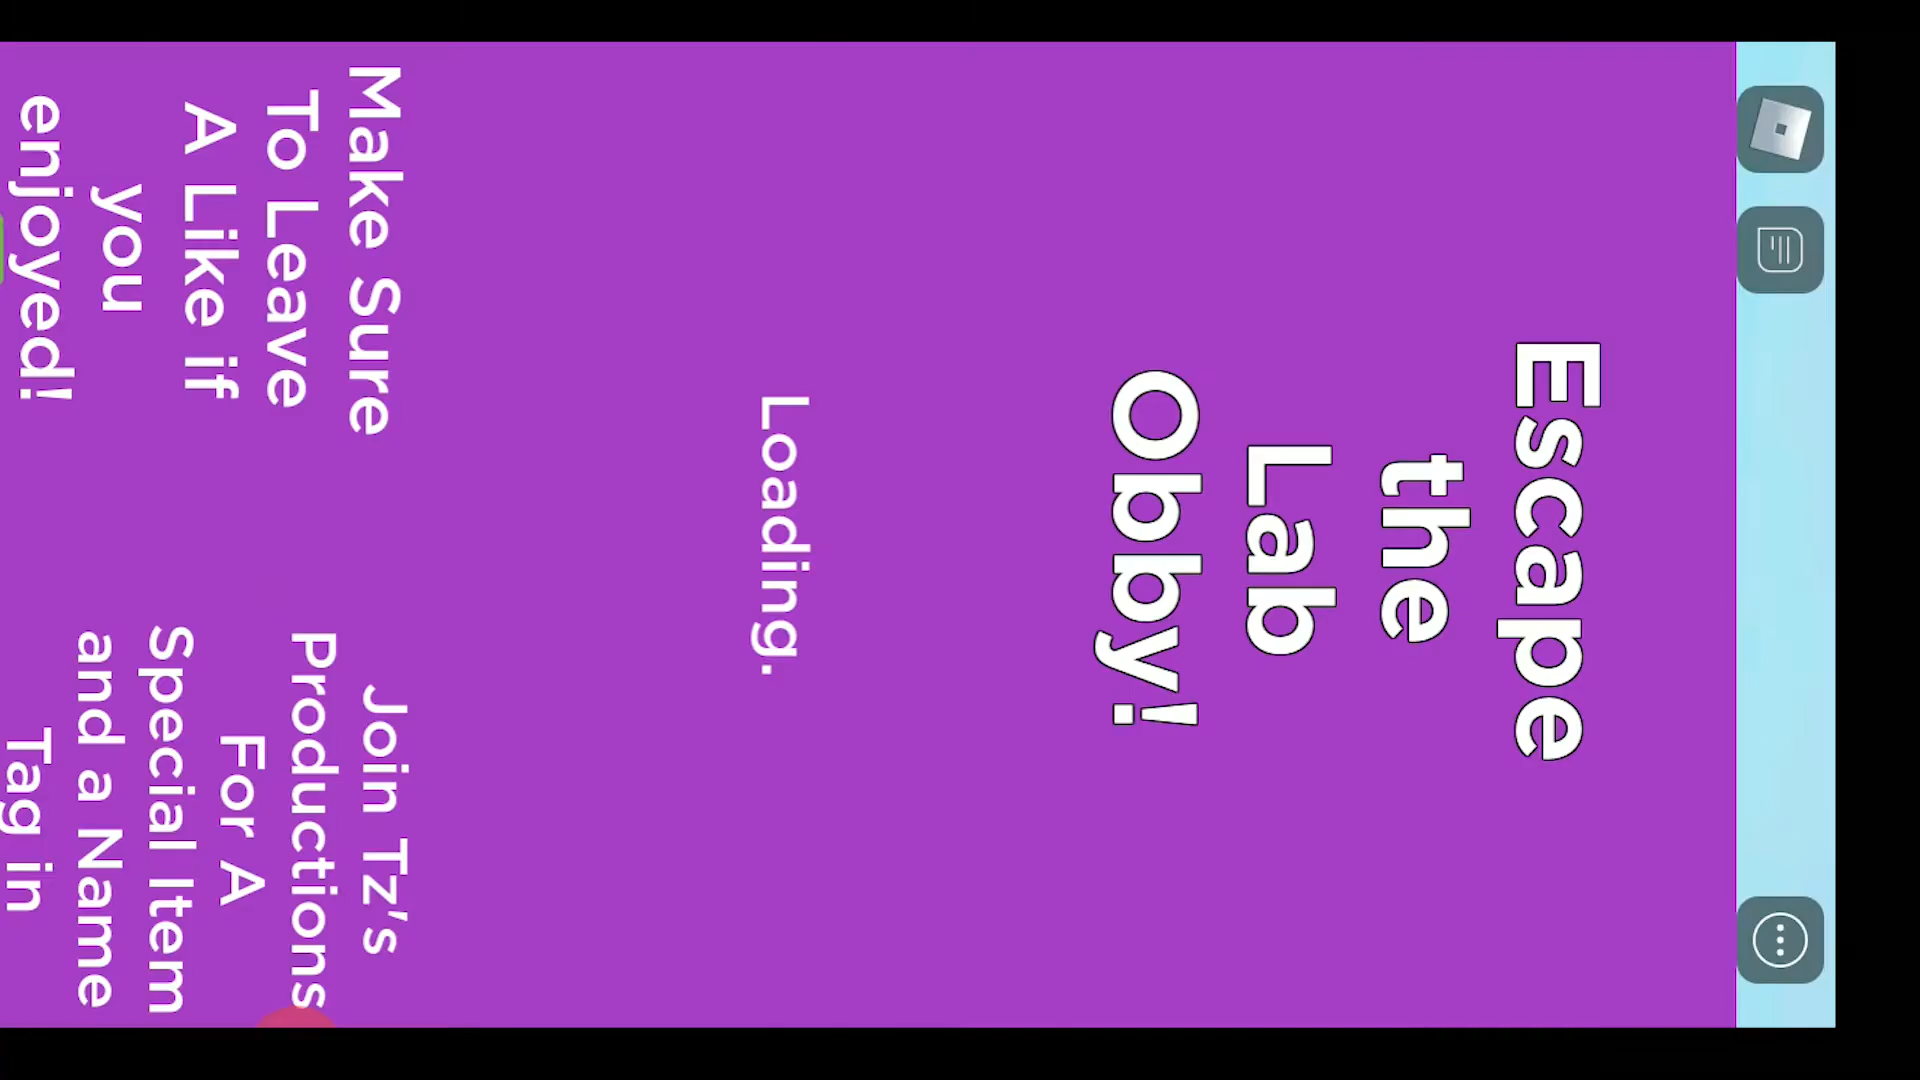 Escape
the
Lab
Obby!
Loading.
Make Sure
To Leave
A Like if
you
enjoyed!
Join Tz's
Productions
For A
Special Item
and a Name
Tag in